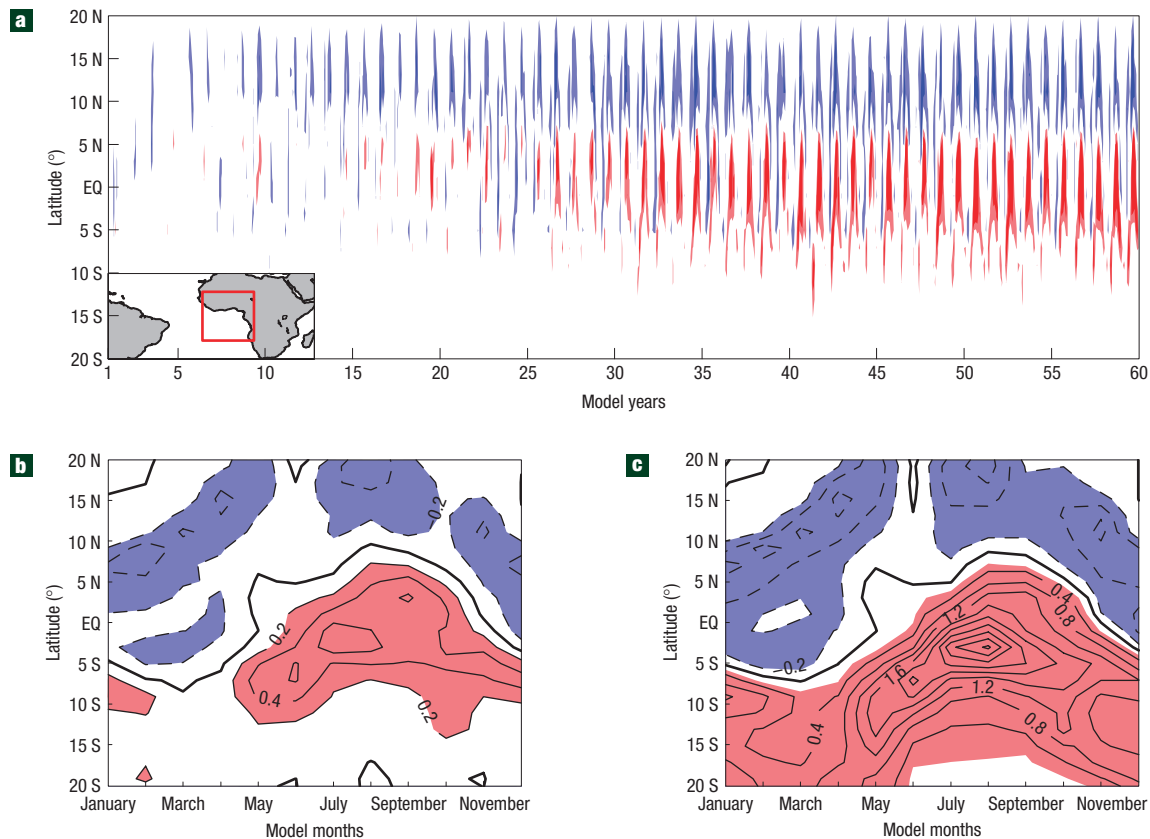 a
20 N
15 N
10 N
5 N
EQ
5 S
10 S
15 S
20 S
Latitude (°)
1 5 10 15 20 25 30 35 40 45 50 55 60
Model years
b
20 N
15 N
10 N
5 N
EQ
5 S
10 S
15 S
20 S
Latitude (°)
0.2
0.2
0.4
0.2
January March May July September November
Model months
c
20 N
15 N
10 N
5 N
EQ
5 S
10 S
15 S
20 S
Latitude (°)
0.4
1.2
0.8
–0.2
1.6
1.2
0.4
0.8
January March May July September November
Model months